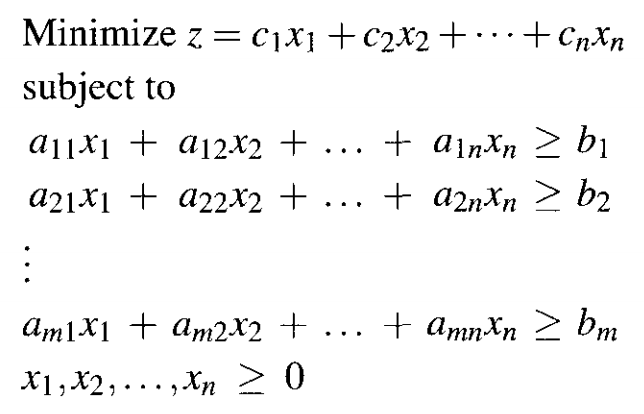 Minimize z = c₁x₁ + c₂x₂ + ⋯ + cₙxₙ
subject to
a₁₁x₁ + a₁₂x₂ + … + a₁ₙxₙ ≥ b₁
a₂₁x₁ + a₂₂x₂ + … + a₂ₙxₙ ≥ b₂
⋮
aₘ₁x₁ + aₘ₂x₂ + … + aₘₙxₙ ≥ bₘ
x₁,x₂,…,xₙ ≥ 0